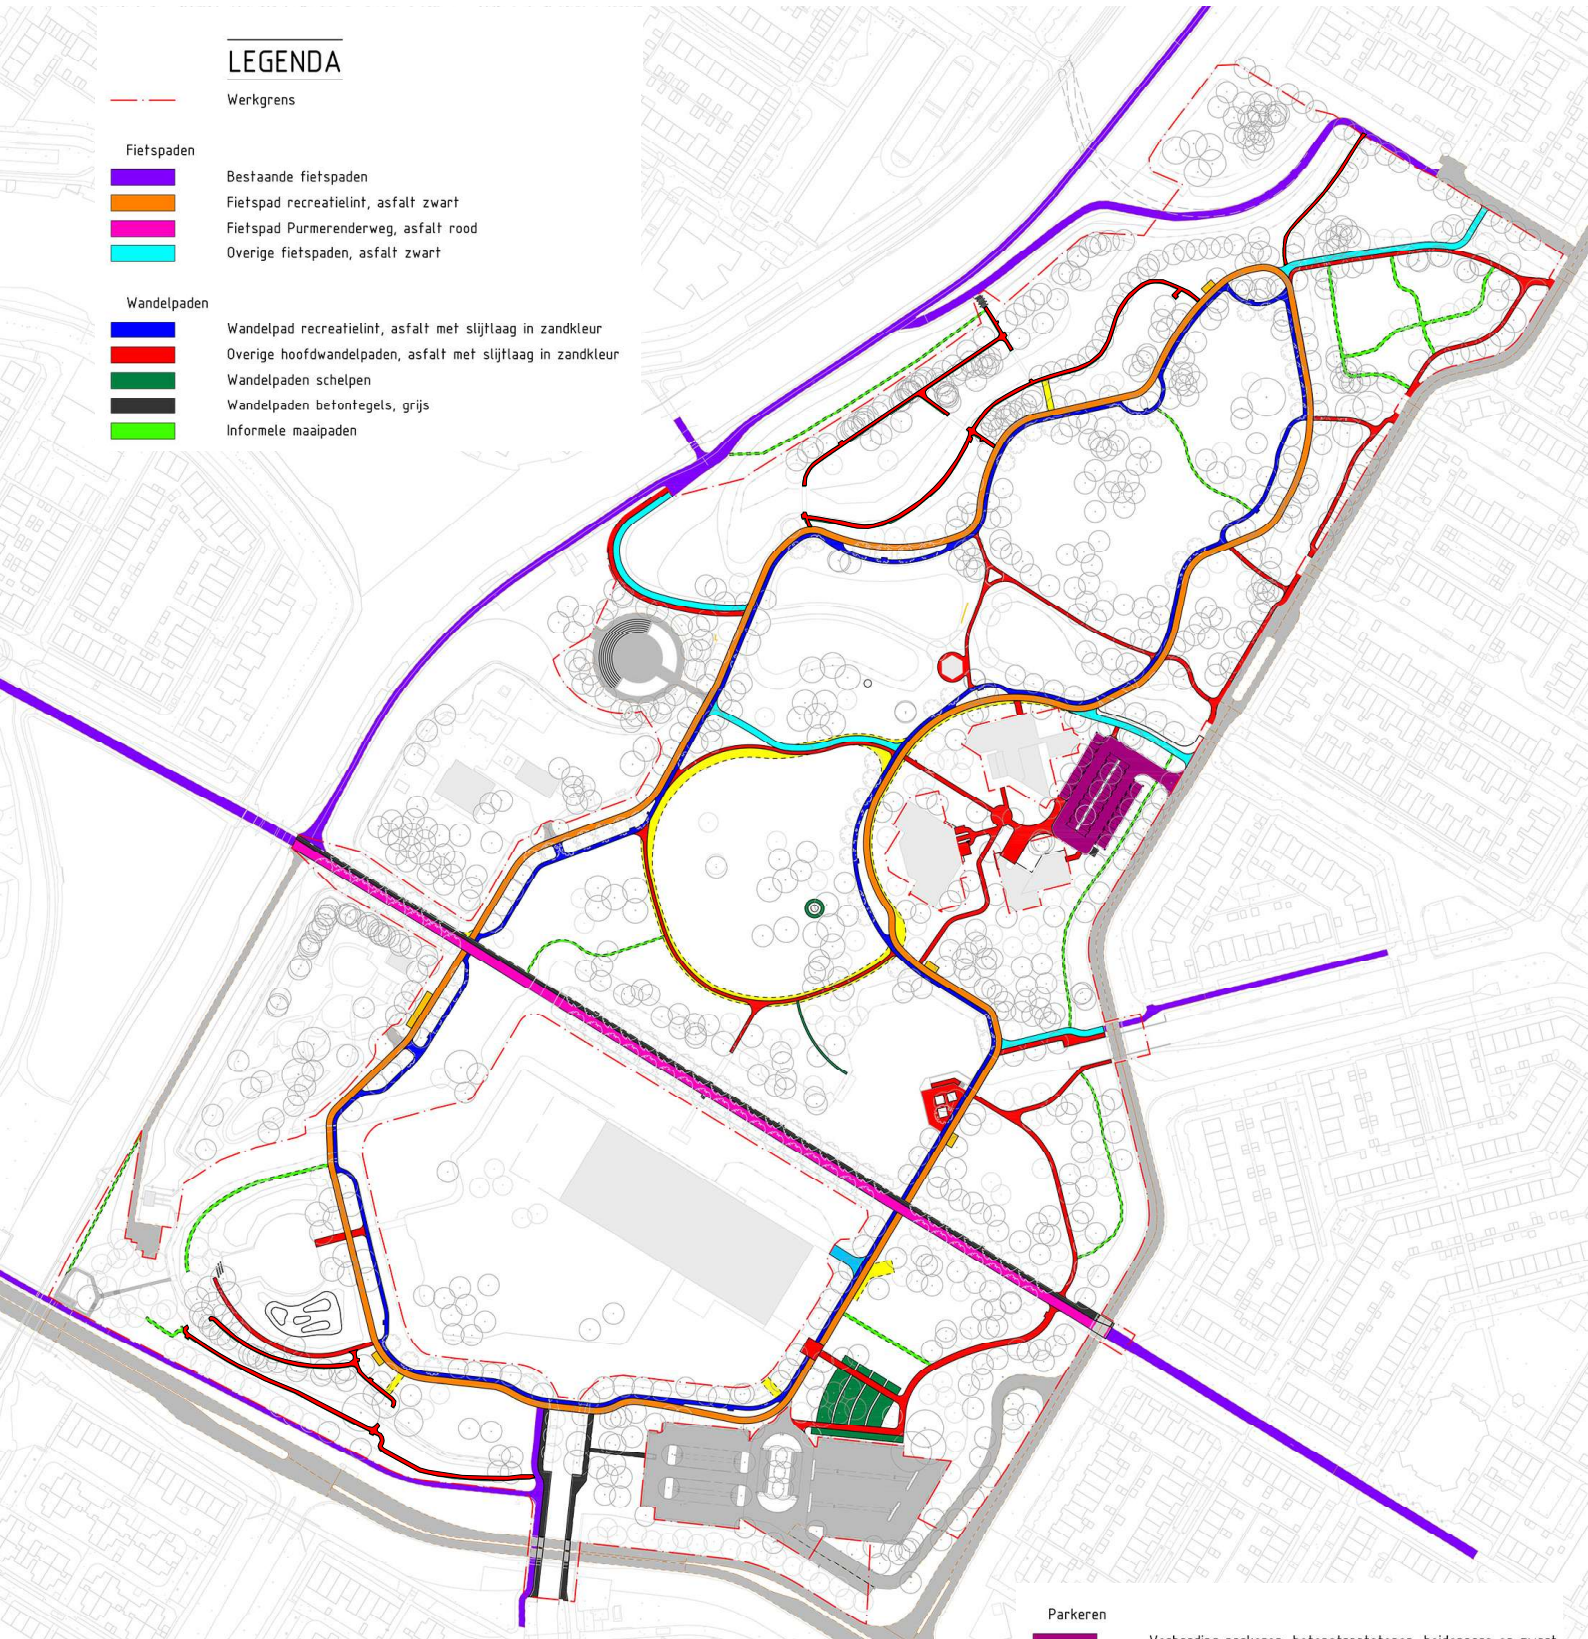 LEGENDA
Werkgrens
Fietspaden
Bestaande fietspaden
Fietspad recreatielint, asfalt zwart
Fietspad Purmerenderweg, asfalt rood
Overige fietspaden, asfalt zwart
Wandelpaden
Wandelpad recreatielint, asfalt met slijtlaag in zandkleur
Overige hoofdwandelpaden, asfalt met slijtlaag in zandkleur
Wandelpaden schelpen
Wandelpaden betontegels, grijs
Informele maaipaden
Parkeren